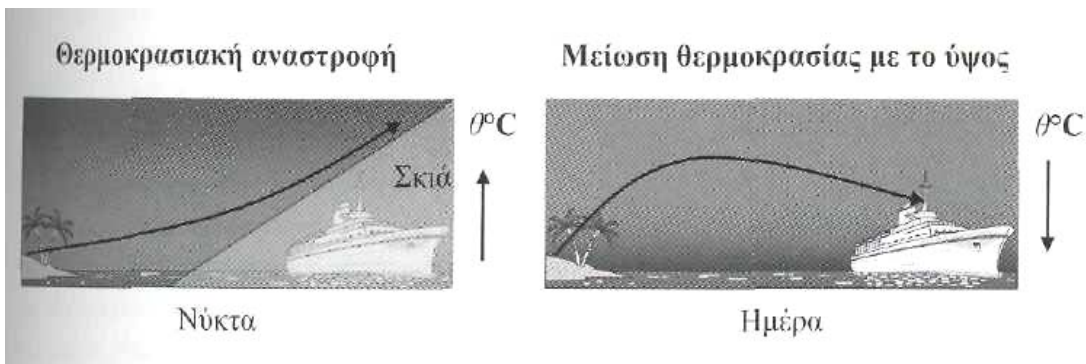 Θερμοκρασιακή αναστροφή
Μείωση θερμοκρασίας με το ύψος
θ°C
Σκιά
θ°C
Νύκτα
Ημέρα